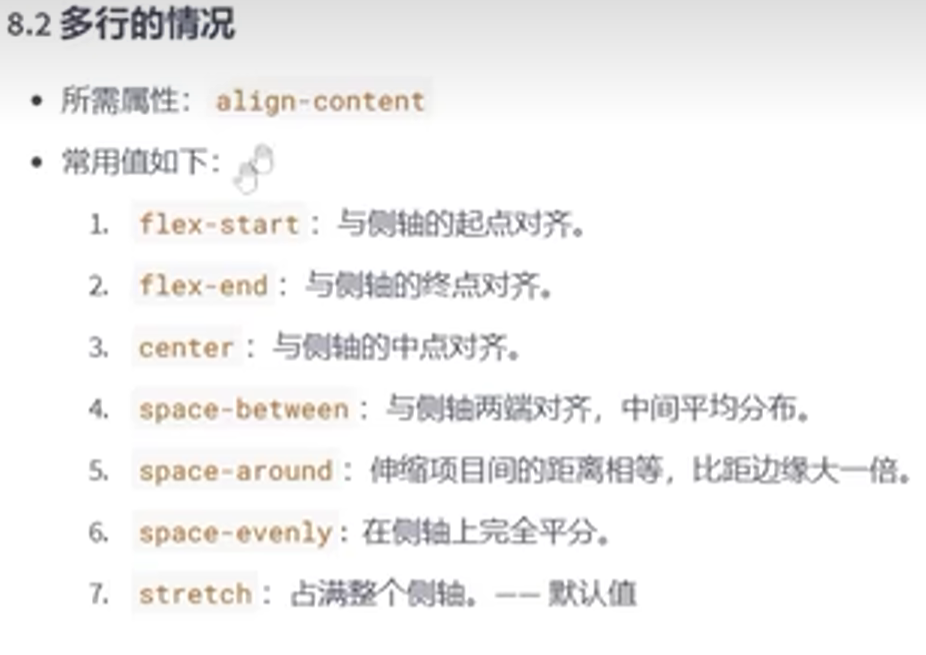 8.2 多行的情况
• 所需属性： align-content
• 常用值如下：
1. flex-start ：与侧轴的起点对齐。
2. flex-end ：与侧轴的终点对齐。
3. center ：与侧轴的中点对齐。
4. space-between ：与侧轴两端对齐，中间平均分布。
5. space-around ：伸缩项目间的距离相等，比距边缘大一倍。
6. space-evenly ：在侧轴上完全平分。
7. stretch ：占满整个侧轴。—— 默认值